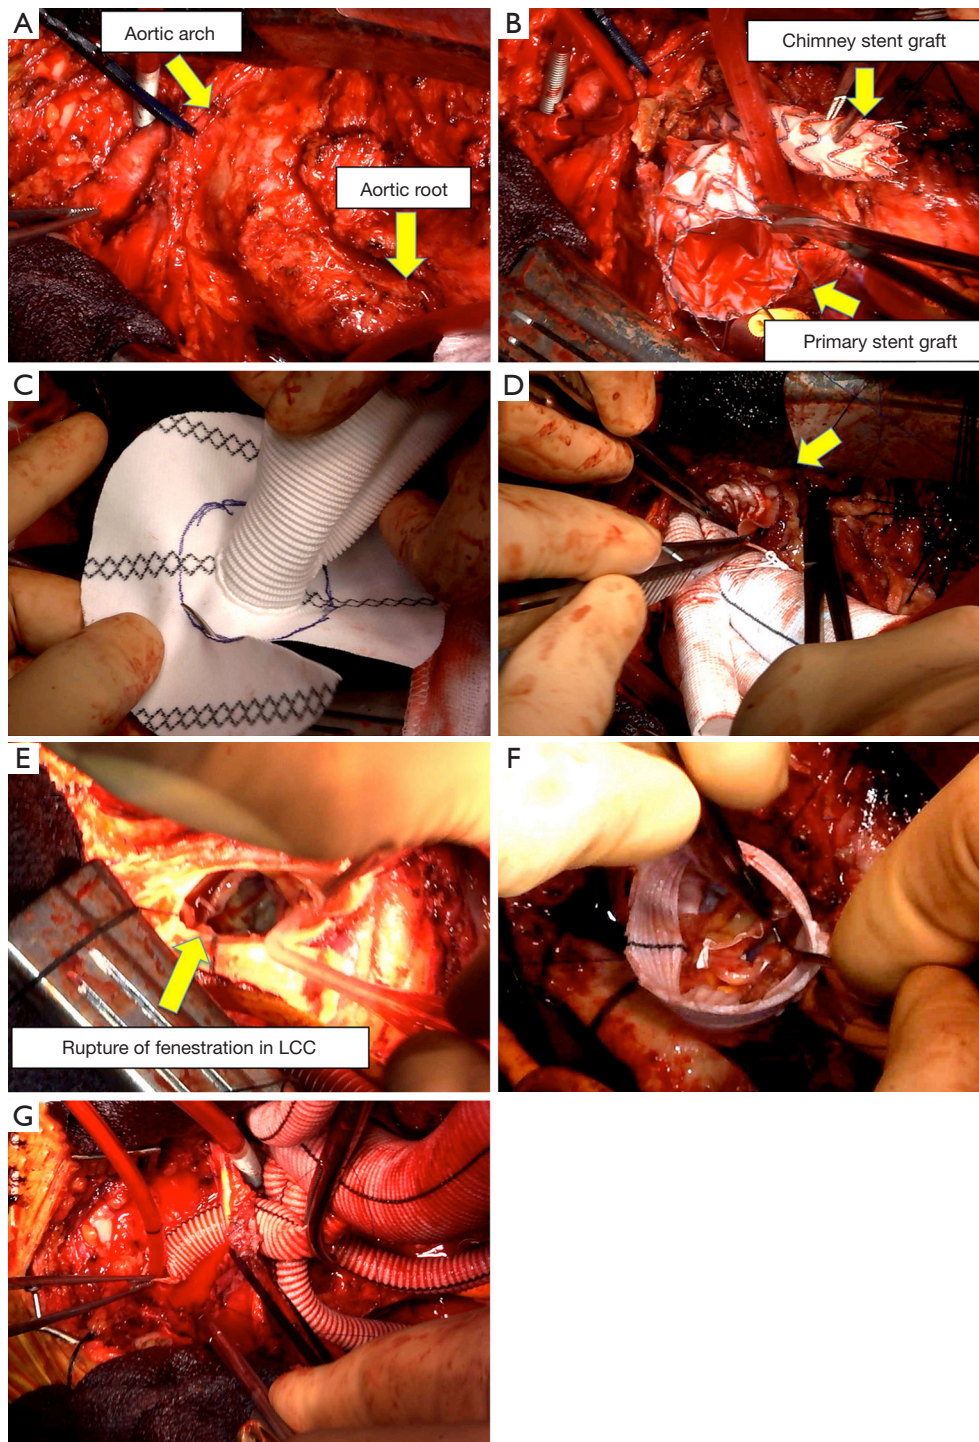 A
Aortic arch
Aortic root
B
Chimney stent graft
Primary stent graft
C
D
E
Rupture of fenestration in LCC
F
G